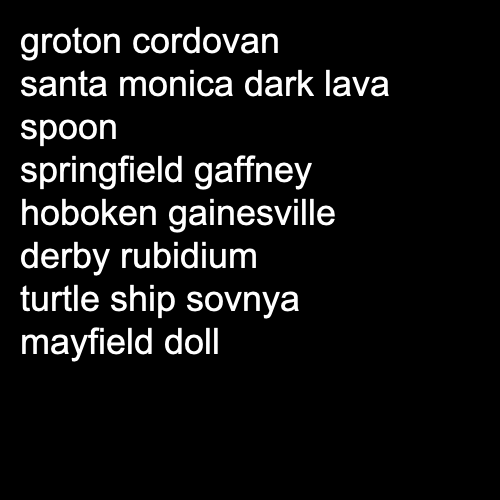 groton cordovan
santa monica dark lava
spoon
springfield gaffney
hoboken gainesville
derby rubidium
turtle ship sovnya
mayfield doll